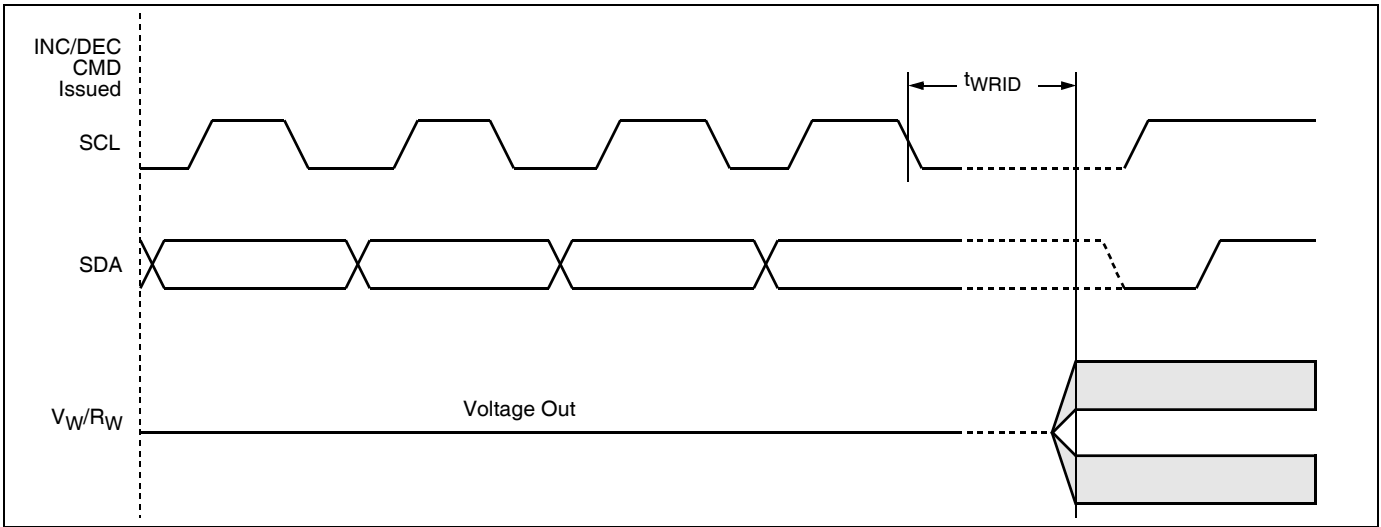 INC/DEC
CMD
Issued
tWRID
SCL
SDA
Voltage Out
VW/RW